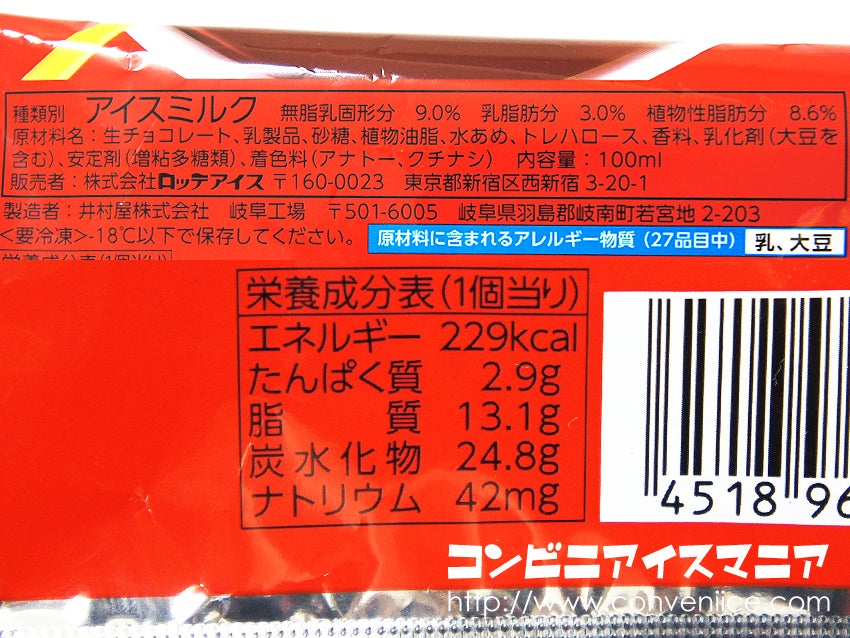 種類別 アイスミルク 無脂乳固形分 9.0% 乳脂肪分 3.0% 植物性脂肪分 8.6%
原材料名：生チョコレート、乳製品、砂糖、植物油脂、水あめ、トレハロース、香料、乳化剤(大豆を
含む)、安定剤(増粘多糖類)、着色料(アナトー、クチナシ) 内容量：100ml
販売者：株式会社ロッテアイス 〒160-0023 東京都新宿区西新宿 3-20-1
製造者：井村屋株式会社 岐阜工場 〒501-6005 岐阜県羽島郡岐南町若宮地 2-203
<要冷凍>-18℃以下で保存してください。 原材料に含まれるアレルギー物質(27品目中) 乳、大豆
栄養成分表(1個当り)
栄養成分表(1個当り)
エネルギー 229kcal
たんぱく質 2.9g
脂質 13.1g
炭水化物 24.8g
ナトリウム 42mg
4518 96
コンビニアイスマニア
http://www.conveniice.com